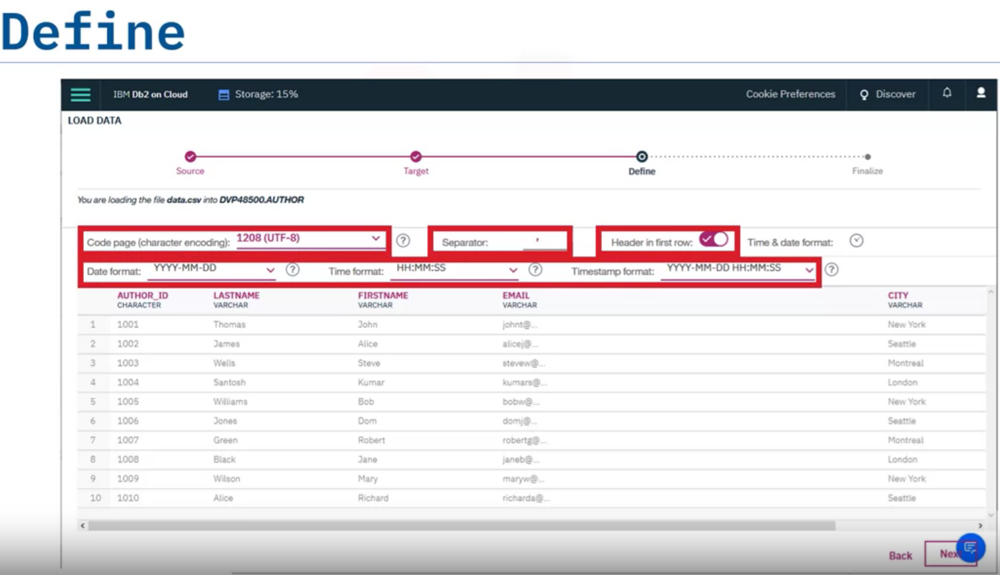 Define
IBM Db2 on Cloud Storage: 15% Cookie Preferences Discover
LOAD DATA
Source Target Define Finalize
You are loading the file data.csv into DVP48500.AUTHOR
Code page (character encoding): 1208 (UTF-8) ? Separator: , Header in first row: Time & date format:
Date format: YYYY-MM-DD ? Time format: HH:MM:SS ? Timestamp format: YYYY-MM-DD HH:MM:SS ?
AUTHOR_ID LASTNAME FIRSTNAME EMAIL CITY
CHARACTER VARCHAR VARCHAR VARCHAR VARCHAR
1 1001 Thomas John johnt@... New York
2 1002 James Alice alicej@... Seattle
3 1003 Wells Steve stevew@... Montreal
4 1004 Santosh Kumar kumars@... London
5 1005 Williams Bob bobw@... New York
6 1006 Jones Dom domj@... Seattle
7 1007 Green Robert robertg@... Montreal
8 1008 Black Jane janeb@... London
9 1009 Wilson Mary maryw@... New York
10 1010 Alice Richard richarda@... Seattle
Back Nex